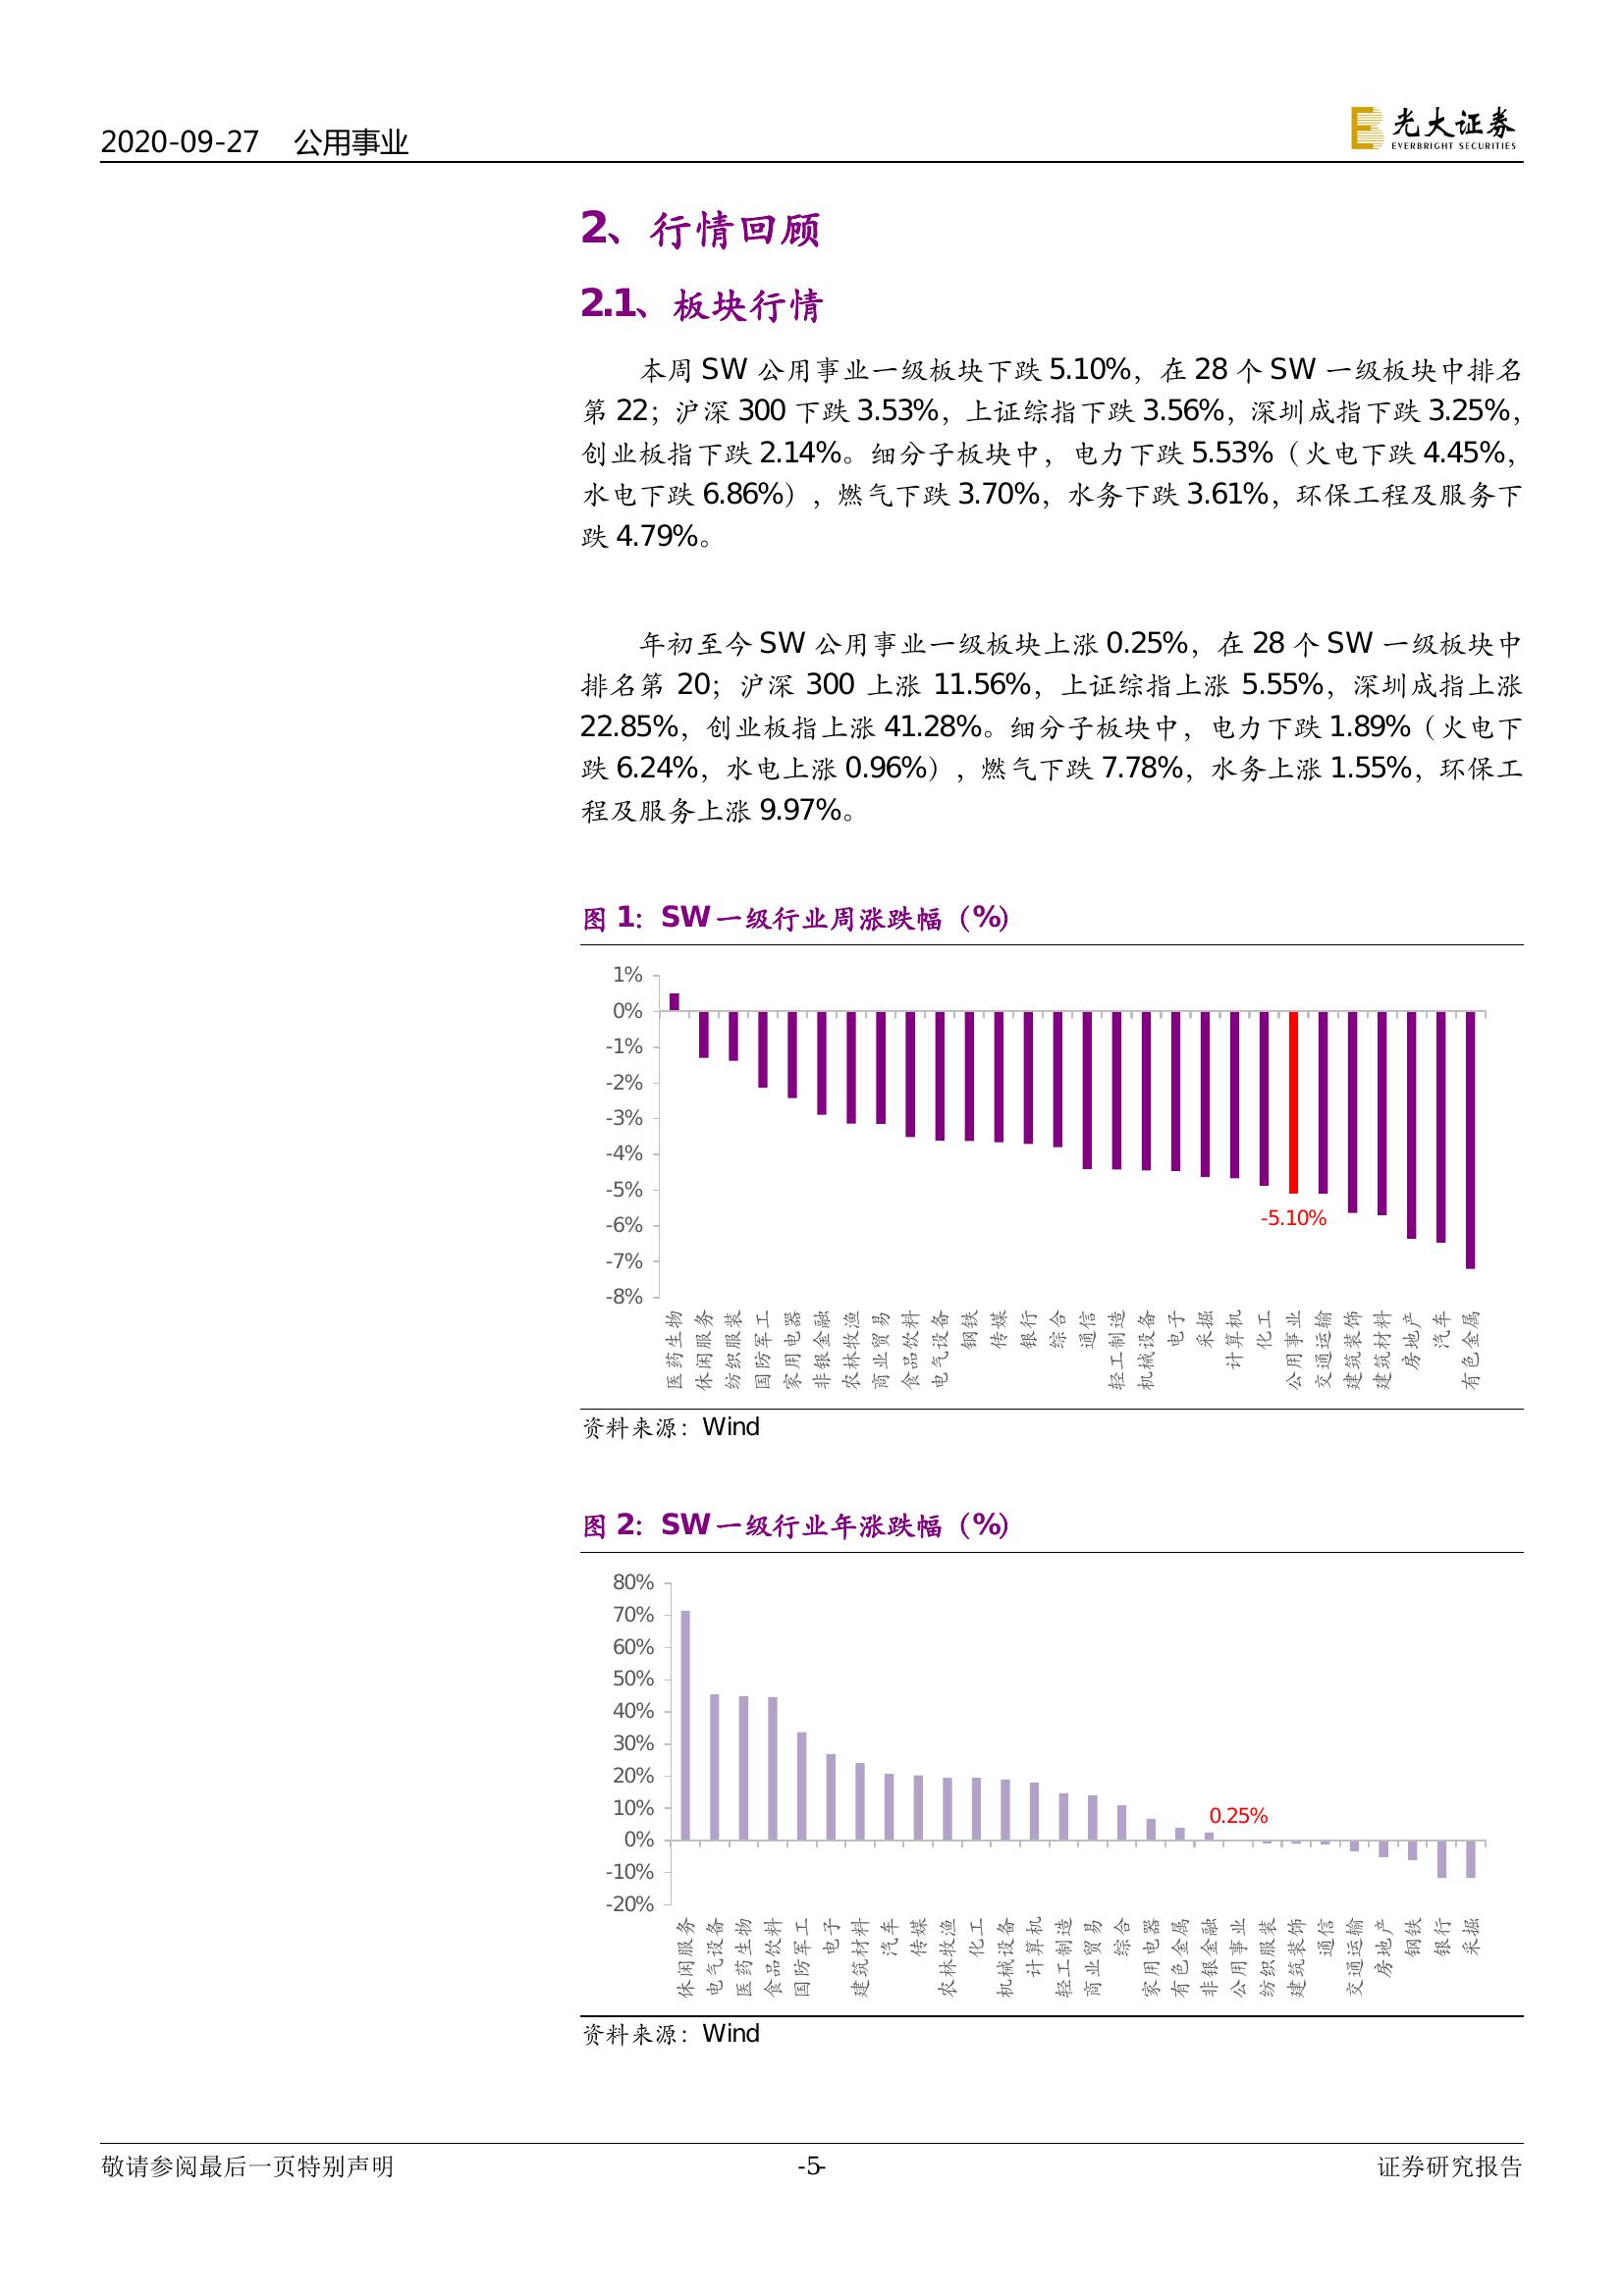 2020-09-27 公用事业
光大证券
EVERBRIGHT SECURITIES
2、行情回顾
2.1、板块行情
本周 SW 公用事业一级板块下跌 5.10%，在 28 个 SW 一级板块中排名
第 22；沪深 300 下跌 3.53%，上证综指下跌 3.56%，深圳成指下跌 3.25%，
创业板指下跌 2.14%。细分子板块中，电力下跌 5.53%（火电下跌 4.45%，
水电下跌 6.86%），燃气下跌 3.70%，水务下跌 3.61%，环保工程及服务下
跌 4.79%。
年初至今 SW 公用事业一级板块上涨 0.25%，在 28 个 SW 一级板块中
排名第 20；沪深 300 上涨 11.56%，上证综指上涨 5.55%，深圳成指上涨
22.85%，创业板指上涨 41.28%。细分子板块中，电力下跌 1.89%（火电下
跌 6.24%，水电上涨 0.96%），燃气下跌 7.78%，水务上涨 1.55%，环保工
程及服务上涨 9.97%。
图 1：SW 一级行业周涨跌幅（%）
1%
0%
-1%
-2%
-3%
-4%
-5%
-6%
-7%
-8%
-5.10%
医药生物
休闲服务
纺织服装
国防军工
家用电器
非银金融
农林牧渔
商业贸易
食品饮料
电气设备
钢铁
传媒
银行
综合
通信
轻工制造
机械设备
电子
采掘
计算机
化工
公用事业
交通运输
建筑装饰
建筑材料
房地产
汽车
有色金属
资料来源：Wind
图 2：SW 一级行业年涨跌幅（%）
80%
70%
60%
50%
40%
30%
20%
10%
0%
-10%
-20%
0.25%
休闲服务
电气设备
医药生物
食品饮料
国防军工
电子
建筑材料
汽车
传媒
农林牧渔
化工
机械设备
计算机
轻工制造
商业贸易
综合
家用电器
有色金属
非银金融
公用事业
纺织服装
建筑装饰
通信
交通运输
房地产
钢铁
银行
采掘
资料来源：Wind
敬请参阅最后一页特别声明
-5-
证券研究报告